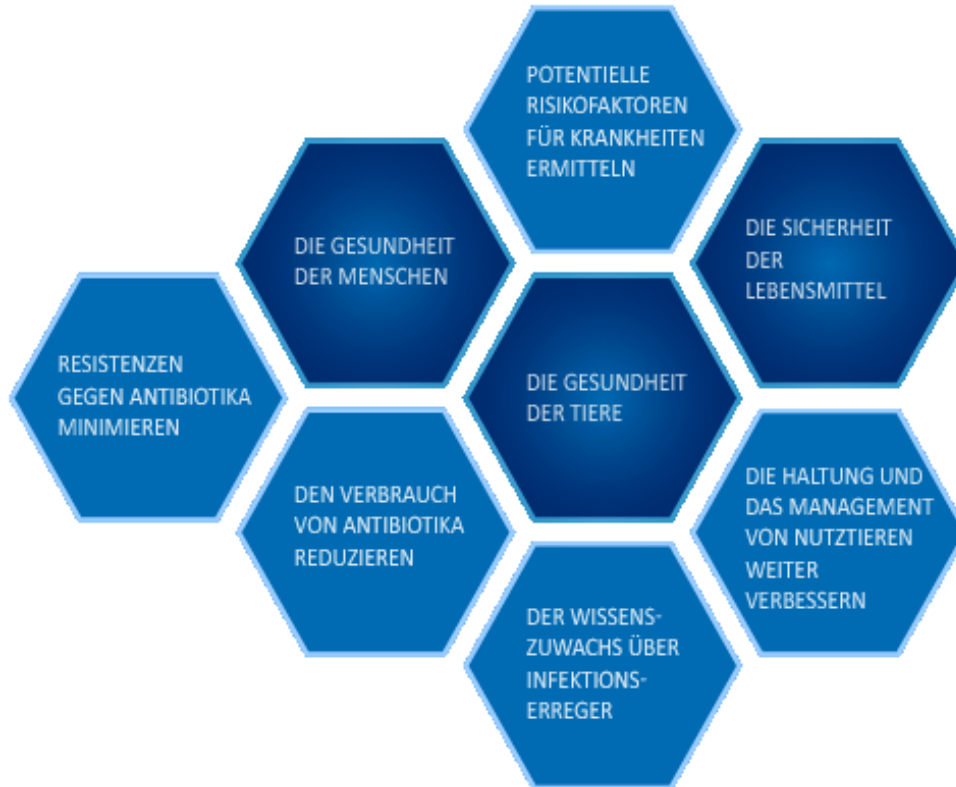 POTENTIELLE
RISIKOFAKTOREN
FÜR KRANKHEITEN
ERMITTELN
DIE GESUNDHEIT
DER MENSCHEN
DIE SICHERHEIT
DER
LEBENSMITTEL
RESISTENZEN
GEGEN ANTIBIOTIKA
MINIMIEREN
DIE GESUNDHEIT
DER TIERE
DEN VERBRAUCH
VON ANTIBIOTIKA
REDUZIEREN
DIE HALTUNG UND
DAS MANAGEMENT
VON NUTZTIEREN
WEITER
VERBESSERN
DER WISSENS-
ZUWACHS ÜBER
INFEKTIONS-
ERREGER